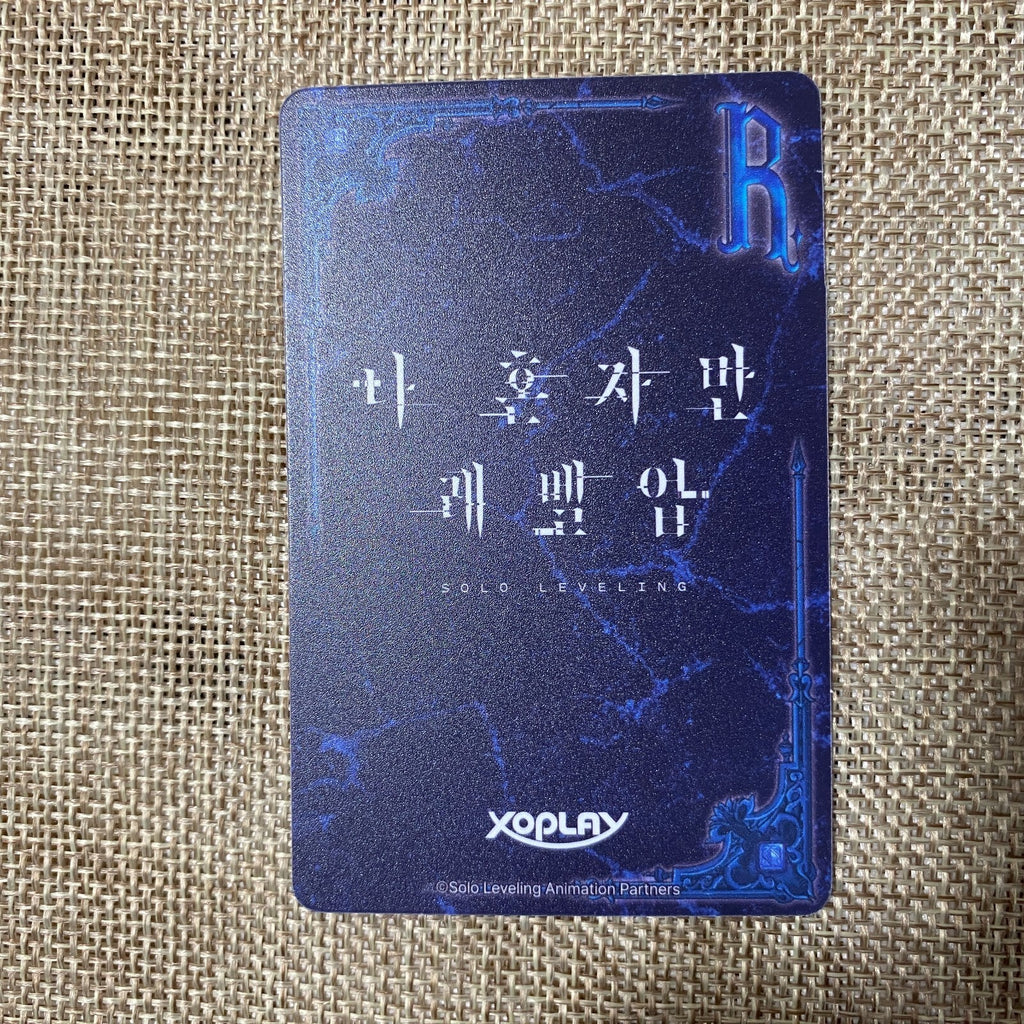 R
나 혼자만
레벨업
SOLO LEVELING
XOPLAY
©Solo Leveling Animation Partners